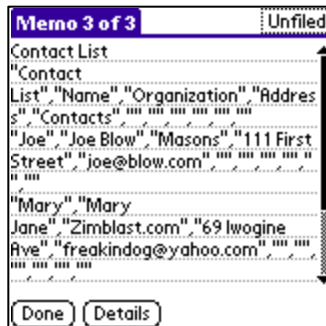 Memo 3 of 3
Unfiled
Contact List
"Contact
List","Name","Organization","Addres
s","Contacts","","","","","",""
"Joe","Joe Blow","Masons","111 First
Street","joe@blow.com","","","","","
",""
"Mary","Mary
Jane","Zimblast.com","69 Iwogine
Ave","freakindog@yahoo.com","","",
"","","",""
Done
Details